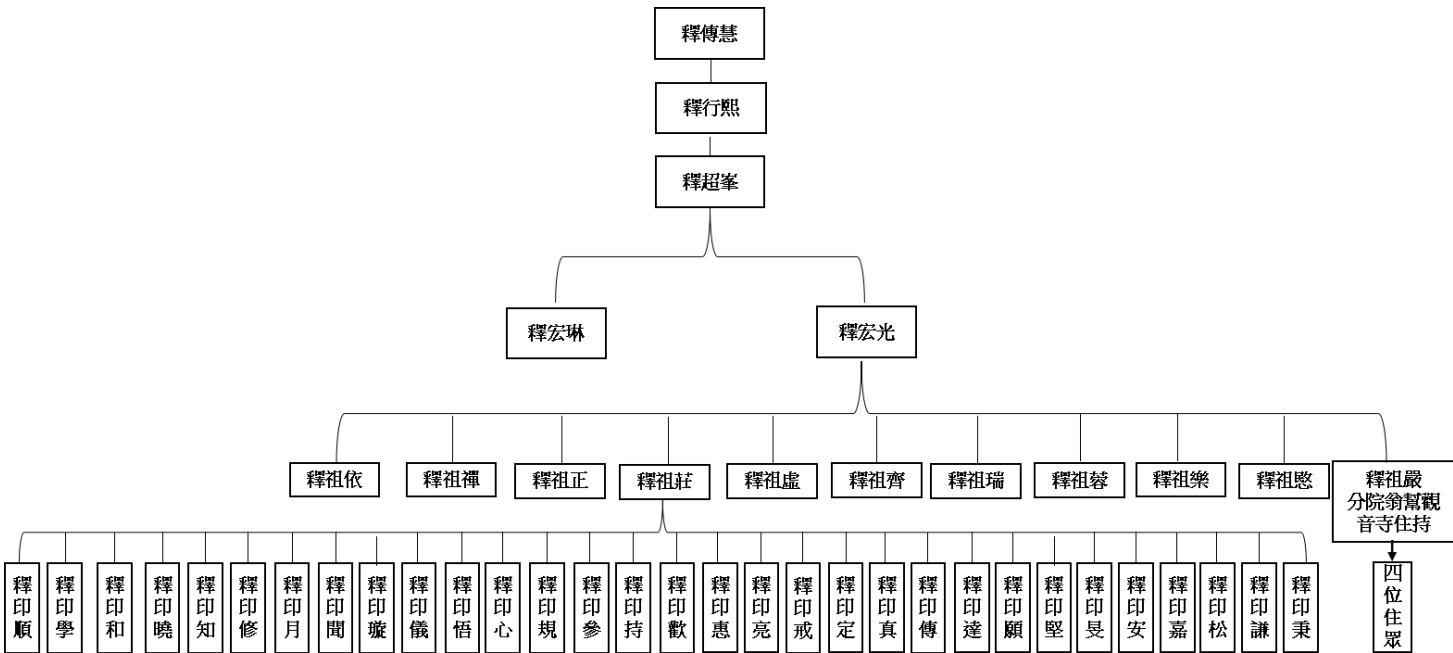 釋傳慧
釋行熙
釋超峯
釋宏琳
釋宏光
釋祖依
釋祖禪
釋祖正
釋祖莊
釋祖虛
釋祖齊
釋祖瑞
釋祖蓉
釋祖樂
釋祖愍
釋祖嚴
分院翁幫觀
音寺住持
釋印順
釋印學
釋印和
釋印曉
釋印知
釋印修
釋印月
釋印聞
釋印璇
釋印儀
釋印悟
釋印心
釋印規
釋印參
釋印持
釋印歡
釋印惠
釋印亮
釋印戒
釋印定
釋印真
釋印傳
釋印達
釋印願
釋印堅
釋印旻
釋印安
釋印嘉
釋印松
釋印謙
釋印秉
四位住眾